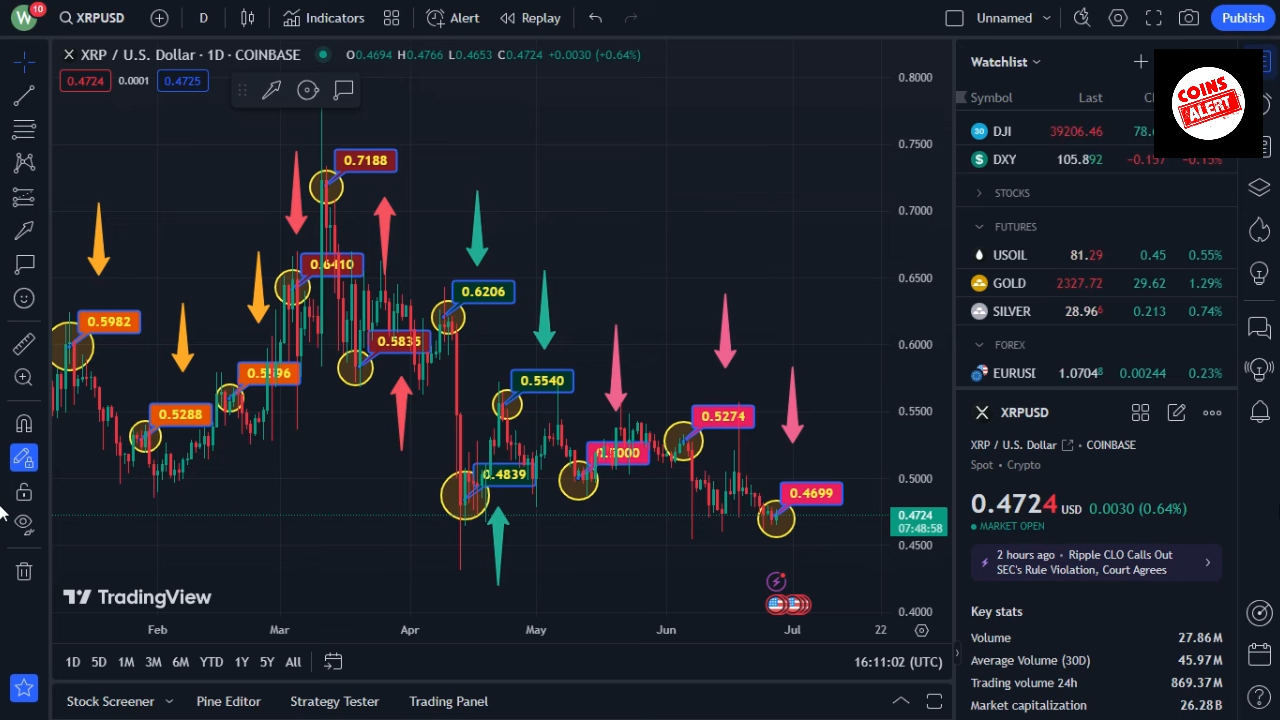 W 10 XRPUSD D Indicators Alert Replay Unnamed Publish
XRP / U.S. Dollar · 1D · COINBASE O0.4694 H0.4766 L0.4653 C0.4724 +0.0030 (+0.64%)
0.4724 0.0001 0.4725
0.8000
0.7500
0.7000
0.6500
0.6000
0.5500
0.5000
0.4724
07:48:58
0.4500
0.4000
0.7188
0.6410
0.6206
0.5982
0.5835
0.5596
0.5540
0.5288
0.5274
0.4839
0.5000
0.4699
TradingView
Feb Mar Apr May Jun Jul 22
1D 5D 1M 3M 6M YTD 1Y 5Y All 16:11:02 (UTC)
Stock Screener Pine Editor Strategy Tester Trading Panel
Watchlist
COINS
ALERT
Symbol Last
30 DJI 39206.46 78.
$ DXY 105.892 -0.157 -0.15%
STOCKS
FUTURES
USOIL 81.29 0.45 0.55%
GOLD 2327.72 29.62 1.29%
SILVER 28.966 0.213 0.74%
FOREX
EURUSD 1.07048 0.00244 0.23%
XRPUSD
XRP / U.S. Dollar • COINBASE
Spot • Crypto
0.4724 USD 0.0030 (0.64%)
MARKET OPEN
2 hours ago • Ripple CLO Calls Out
SEC's Rule Violation, Court Agrees
Key stats
Volume 27.86M
Average Volume (30D) 45.97M
Trading volume 24h 869.37M
Market capitalization 26.28B